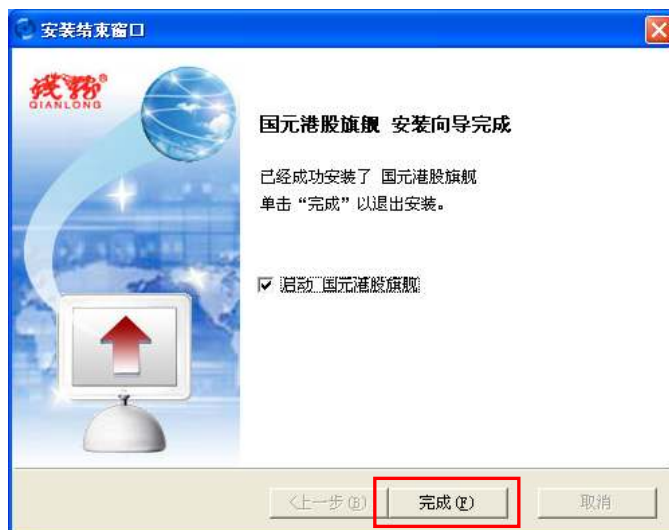 安装结束窗口
钱龙®
QIANLONG
国元港股旗舰 安装向导完成
已经成功安装了 国元港股旗舰
单击“完成”以退出安装。
启动 国元港股旗舰
<上一步(B) 完成(F) 取消